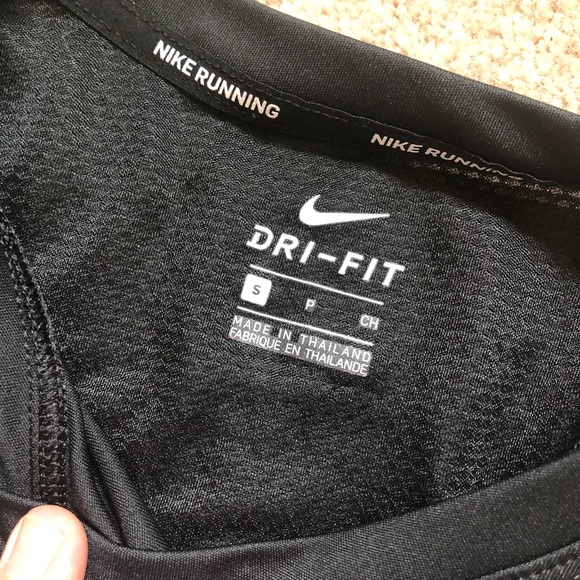 NIKE RUNNING
NIKE RUNNING
DRI-FIT
S P CH
MADE IN THAILAND
FABRIQUE EN THAILANDE